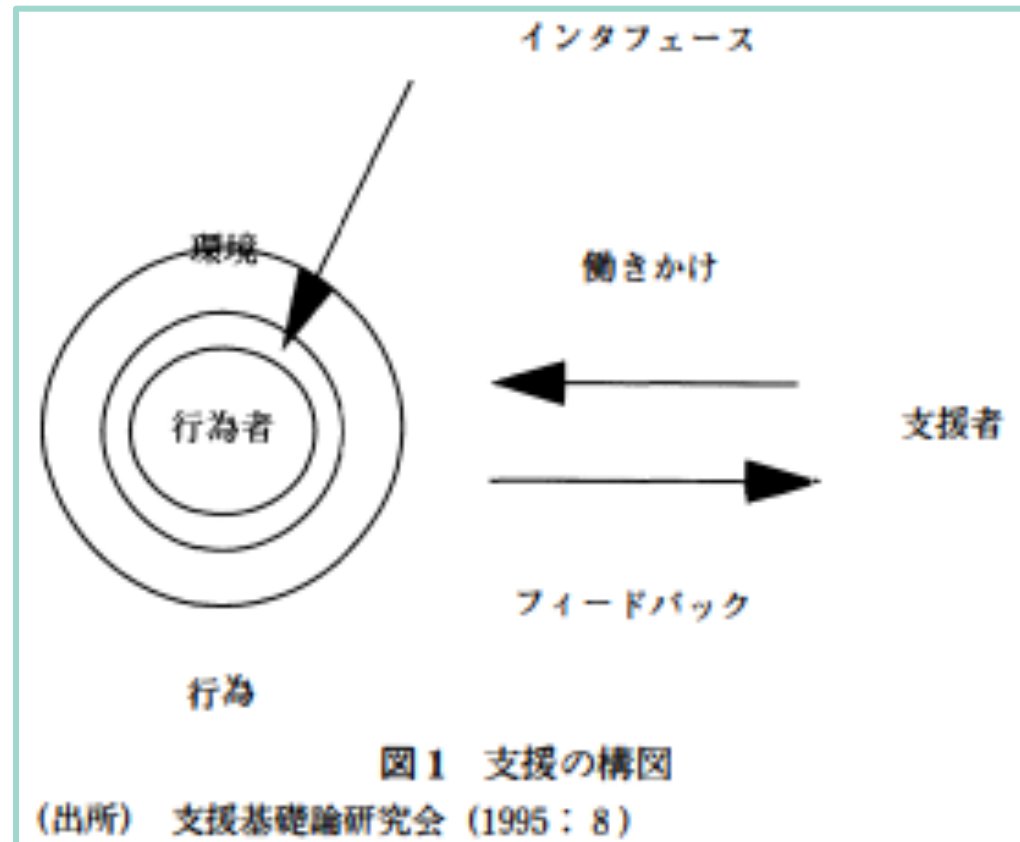 インタフェース
環境
働きかけ
行為者
支援者
フィードバック
行為
図1 支援の構図
(出所) 支援基礎論研究会 (1995:8)